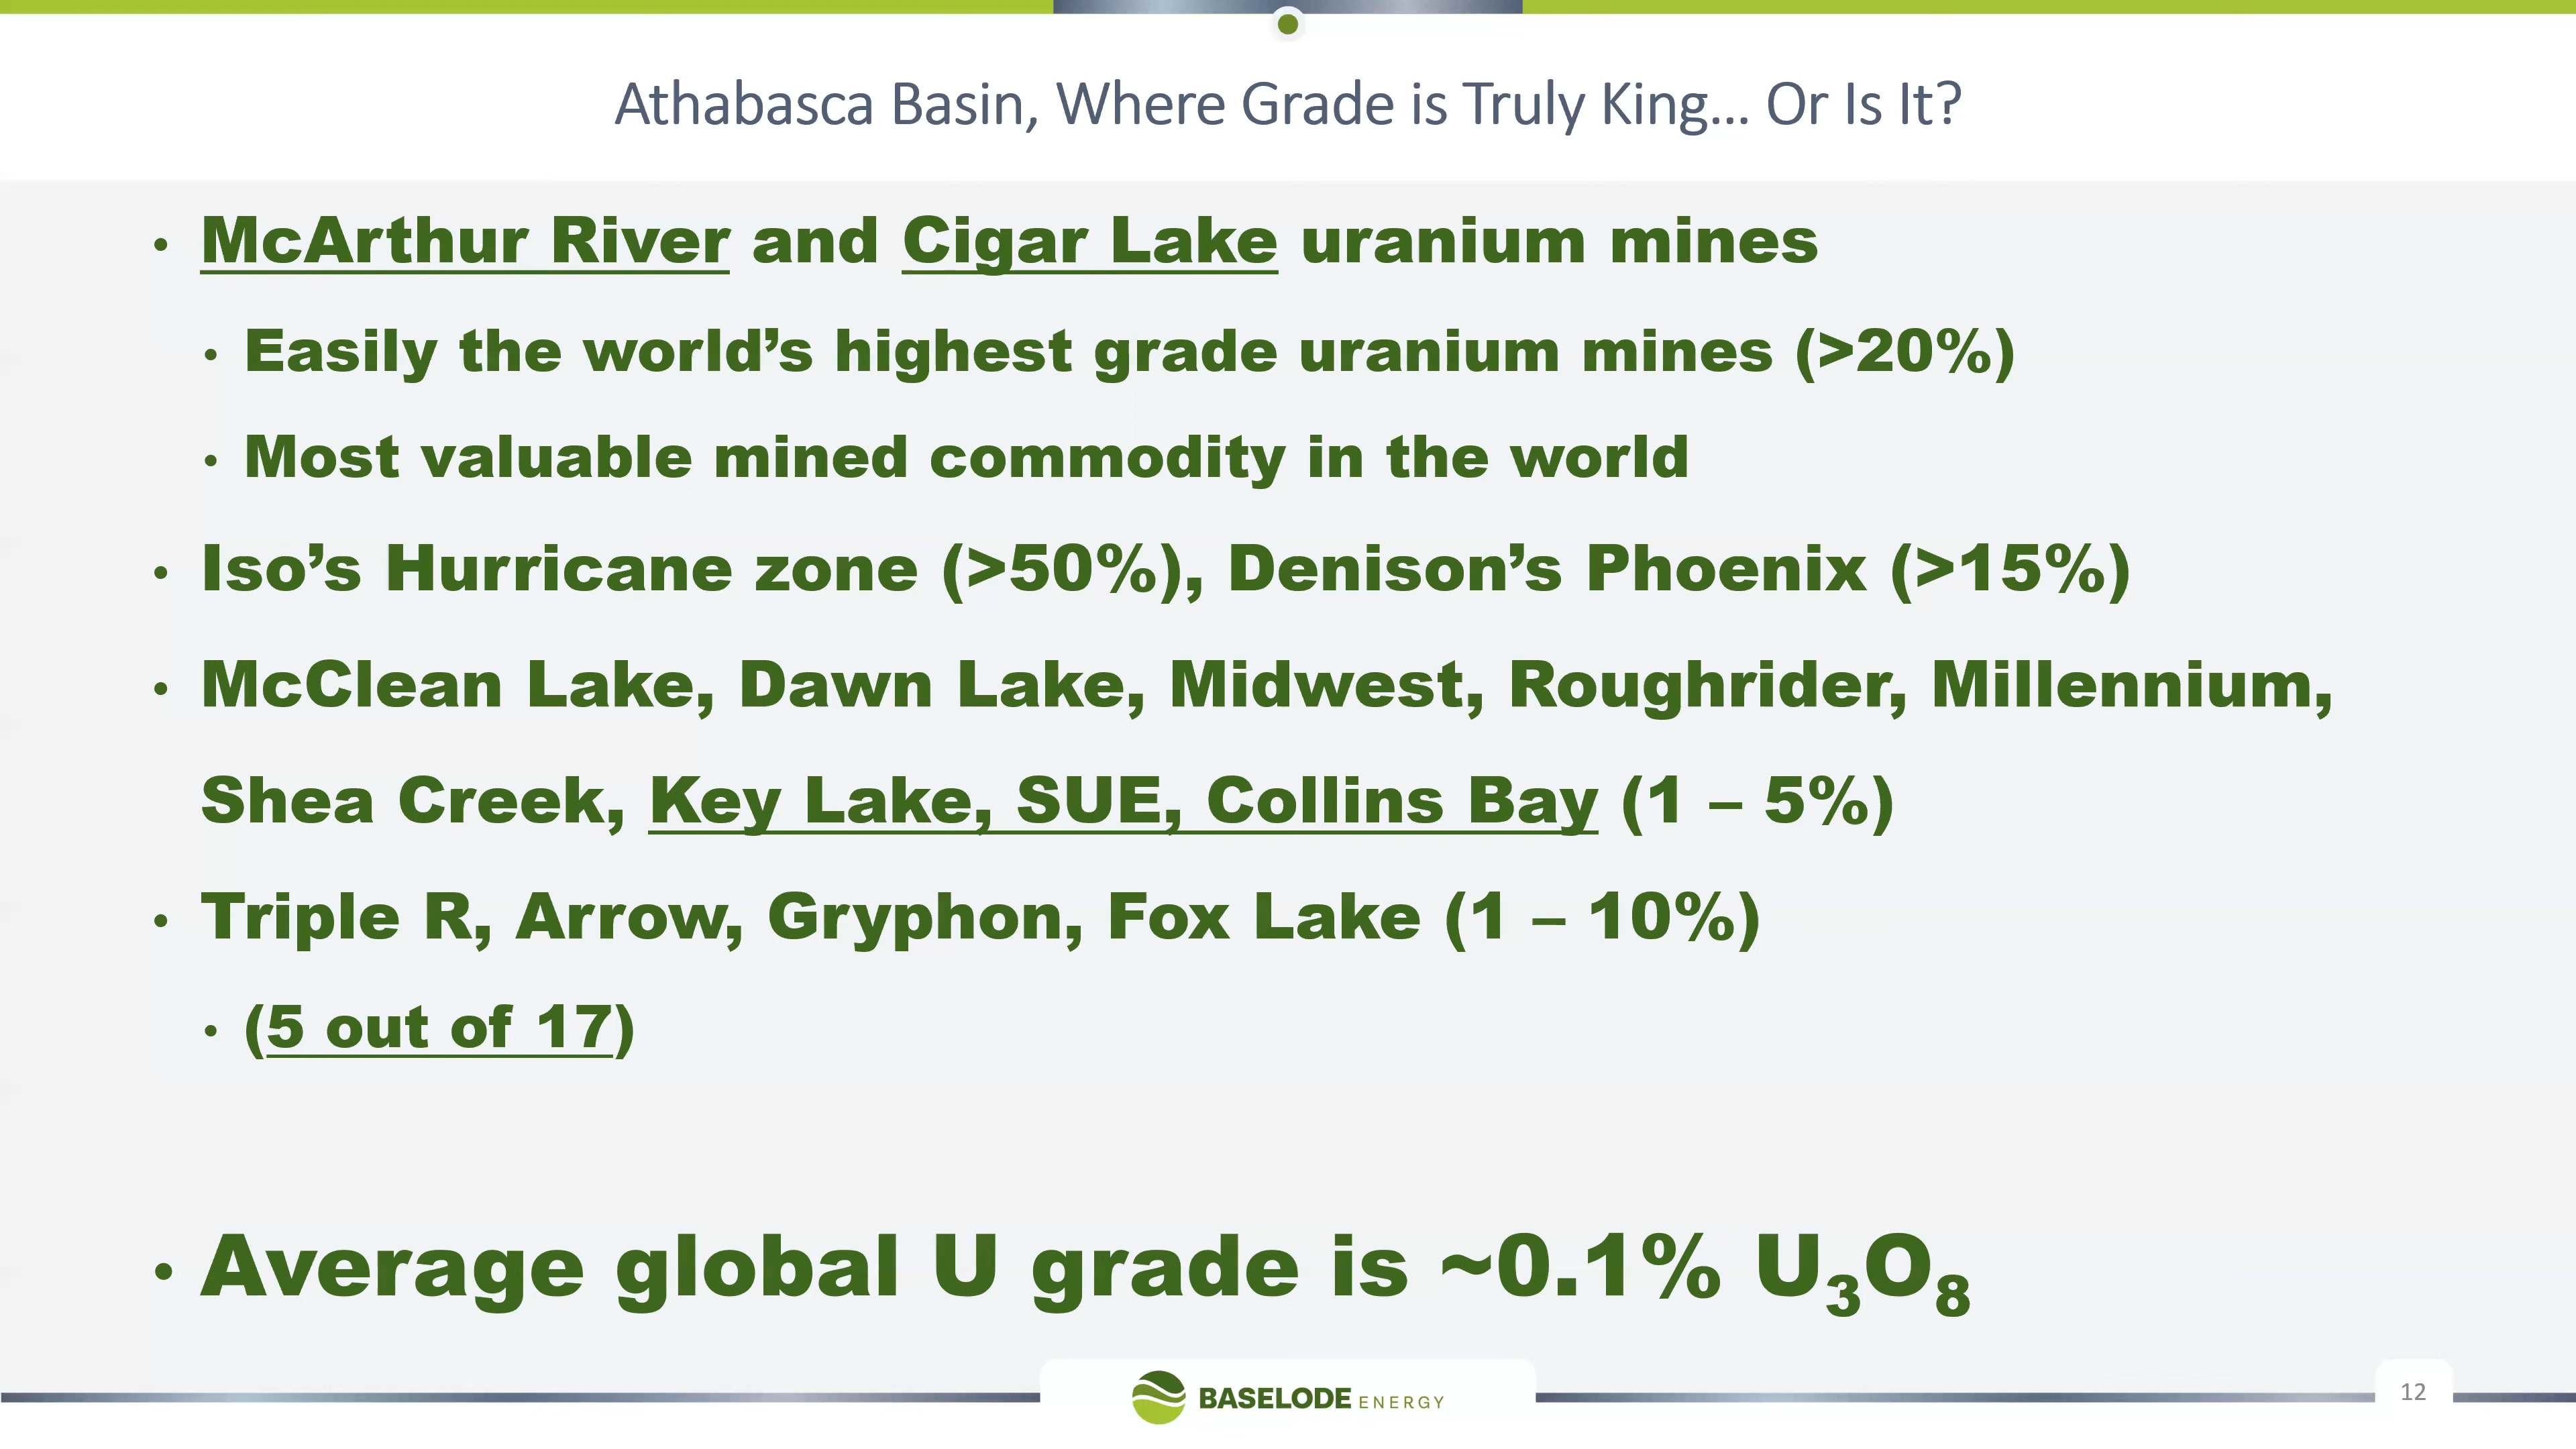 Athabasca Basin, Where Grade is Truly King... Or Is It?
• McArthur River and Cigar Lake uranium mines
• Easily the world’s highest grade uranium mines (>20%)
• Most valuable mined commodity in the world
• Iso’s Hurricane zone (>50%), Denison’s Phoenix (>15%)
• McClean Lake, Dawn Lake, Midwest, Roughrider, Millennium,
Shea Creek, Key Lake, SUE, Collins Bay (1 – 5%)
• Triple R, Arrow, Gryphon, Fox Lake (1 – 10%)
• (5 out of 17)
• Average global U grade is ~0.1% U₃O₈
BASELODE ENERGY
12